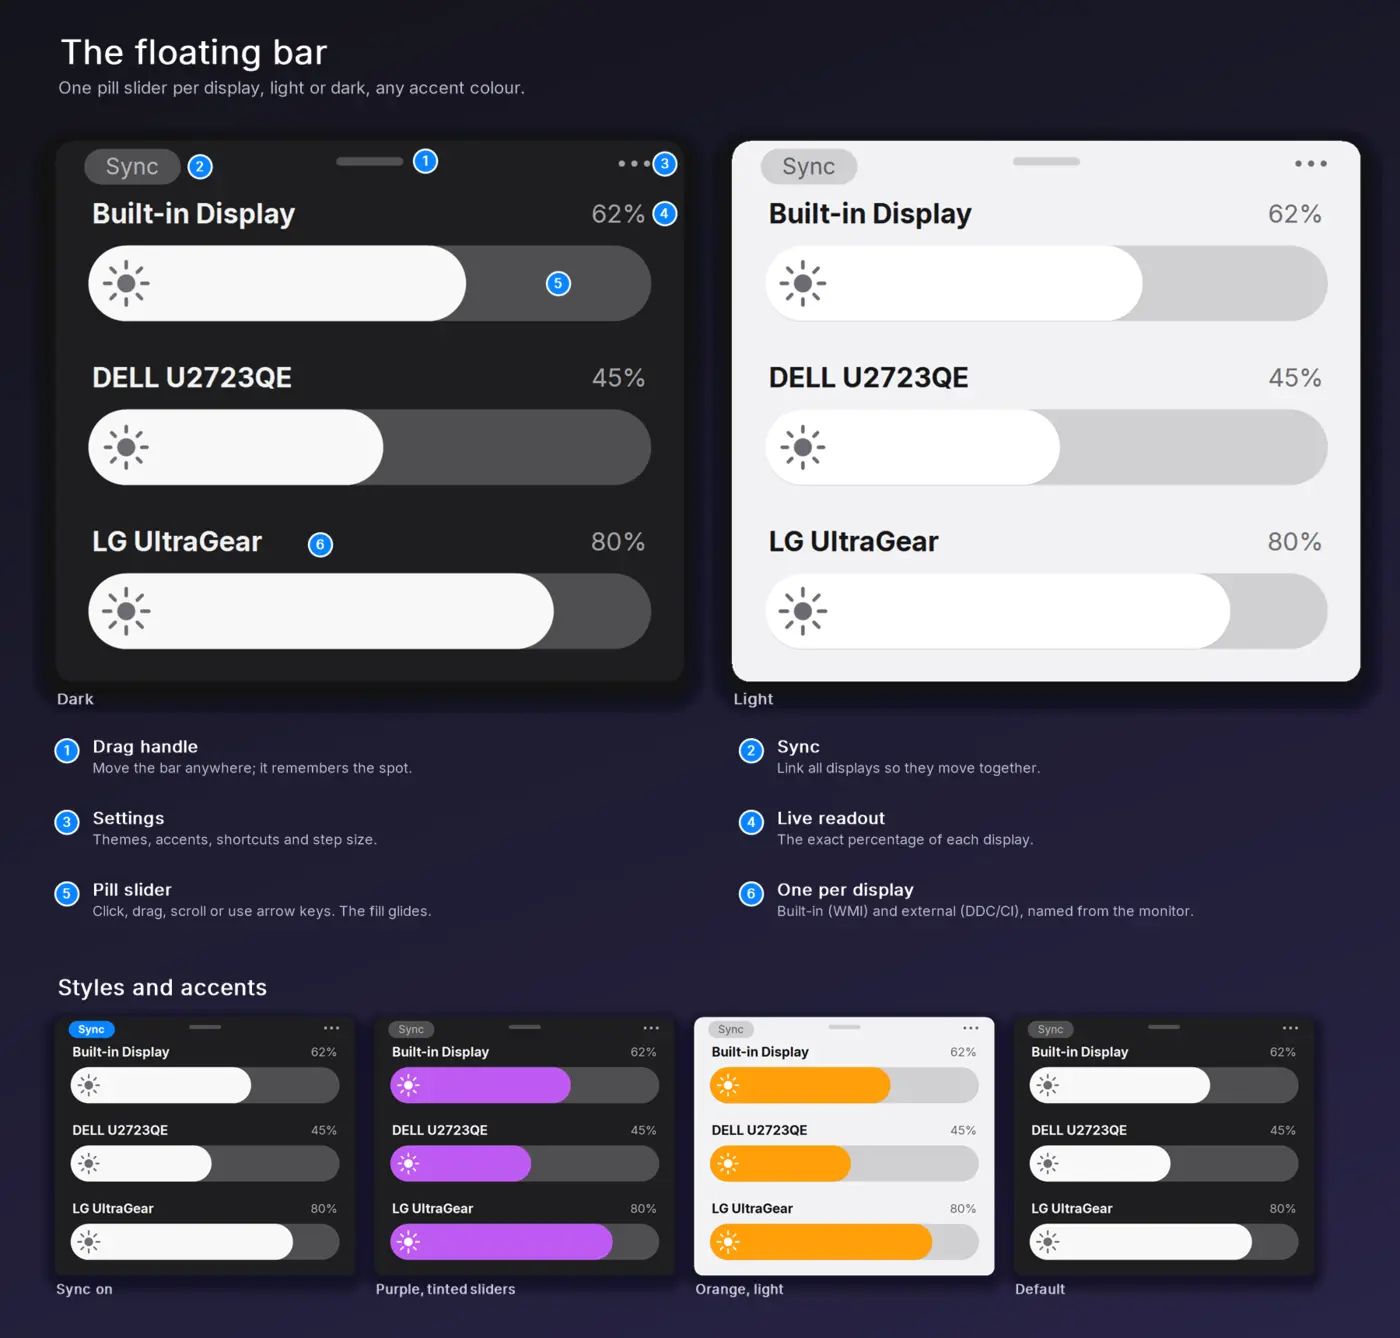 The floating bar
One pill slider per display, light or dark, any accent colour.
Sync 2 1 3
Built-in Display 62% 4
5
DELL U2723QE 45%
LG UltraGear 6 80%
Dark
Sync
Built-in Display 62%
DELL U2723QE 45%
LG UltraGear 80%
Light
1 Drag handle
Move the bar anywhere; it remembers the spot.
2 Sync
Link all displays so they move together.
3 Settings
Themes, accents, shortcuts and step size.
4 Live readout
The exact percentage of each display.
5 Pill slider
Click, drag, scroll or use arrow keys. The fill glides.
6 One per display
Built-in (WMI) and external (DDC/CI), named from the monitor.
Styles and accents
Sync
Built-in Display 62%
DELL U2723QE 45%
LG UltraGear 80%
Sync on
Sync
Built-in Display 62%
DELL U2723QE 45%
LG UltraGear 80%
Purple, tinted sliders
Sync
Built-in Display 62%
DELL U2723QE 45%
LG UltraGear 80%
Orange, light
Sync
Built-in Display 62%
DELL U2723QE 45%
LG UltraGear 80%
Default